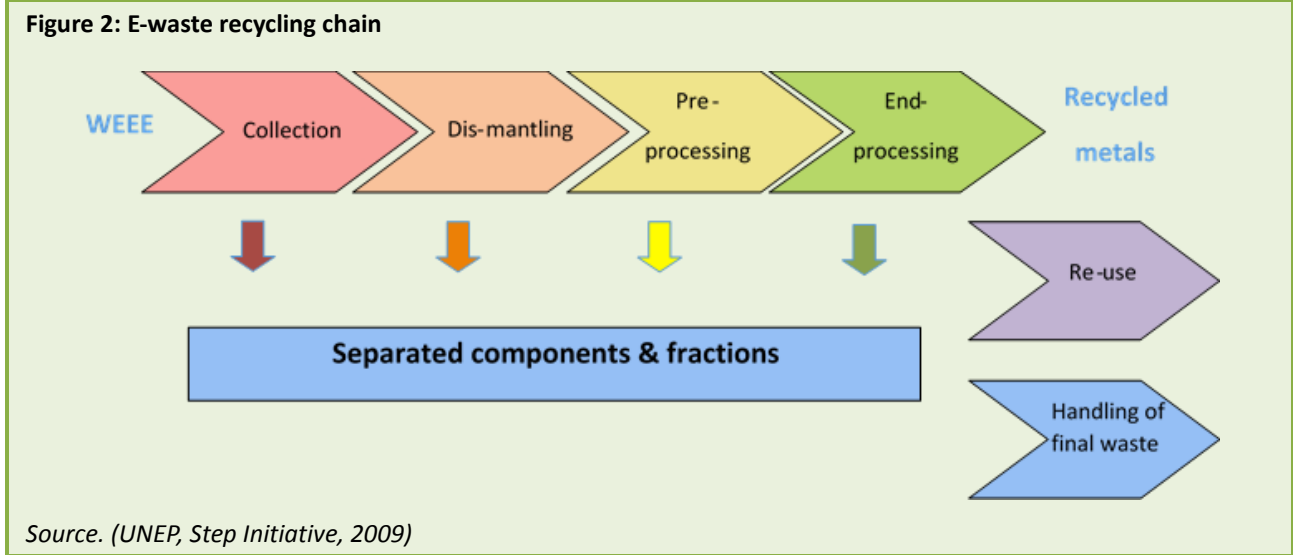 Figure 2: E-waste recycling chain
WEEE
Collection
Dis-mantling
Pre-
processing
End-
processing
Recycled
metals
Re-use
Separated components & fractions
Handling of
final waste
Source. (UNEP, Step Initiative, 2009)